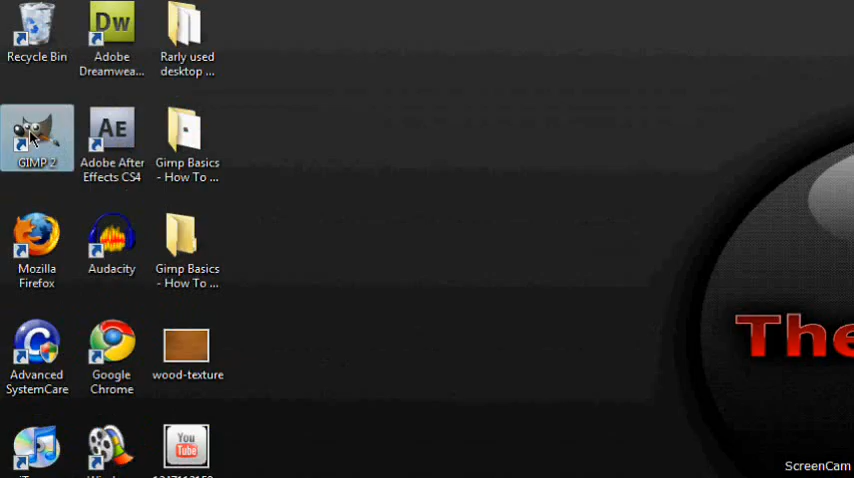 Dw
Recycle Bin
Adobe
Dreamwea...
Rarly used
desktop ...
GIMP 2
AE
Adobe After
Effects CS4
Gimp Basics
- How To ...
Mozilla
Firefox
Audacity
Gimp Basics
- How To ...
C
Advanced
SystemCare
Google
Chrome
wood-texture
The
You
Tube
ScreenCam